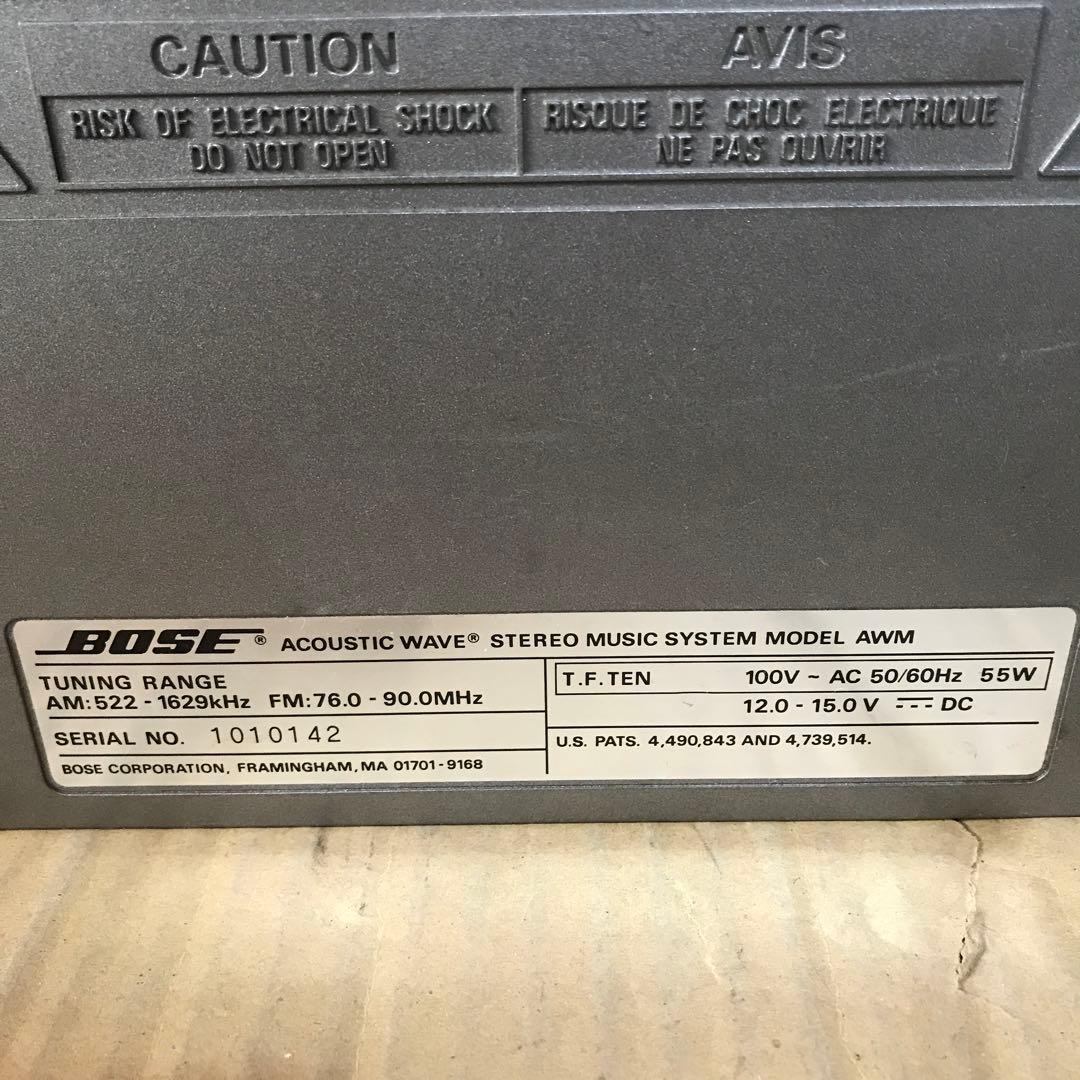 CAUTION
RISK OF ELECTRICAL SHOCK
DO NOT OPEN
AVIS
RISQUE DE CHOC ELECTRIQUE
NE PAS OUVRIR
BOSE® ACOUSTIC WAVE® STEREO MUSIC SYSTEM MODEL AWM
TUNING RANGE
AM:522 - 1629kHz FM:76.0 - 90.0MHz
SERIAL NO. 1010142
BOSE CORPORATION, FRAMINGHAM, MA 01701-9168
T.F.TEN 100V ~ AC 50/60Hz 55W
12.0 - 15.0 V ⎓ DC
U.S. PATS. 4,490,843 AND 4,739,514.